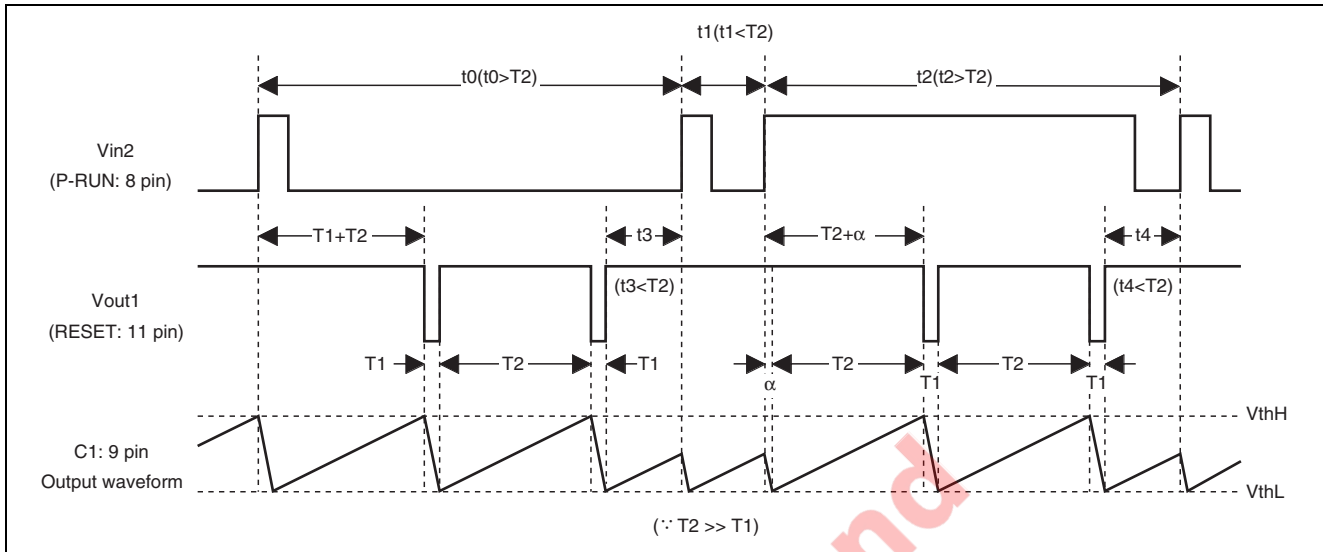 t1(t1<T2)
t0(t0>T2)
t2(t2>T2)
Vin2
(P-RUN: 8 pin)
T1+T2
t3
T2+α
t4
(t3<T2)
(t4<T2)
Vout1
(RESET: 11 pin)
T1
T2
T1
α
T2
T1
T2
T1
VthH
C1: 9 pin
Output waveform
VthL
(∵ T2 >> T1)